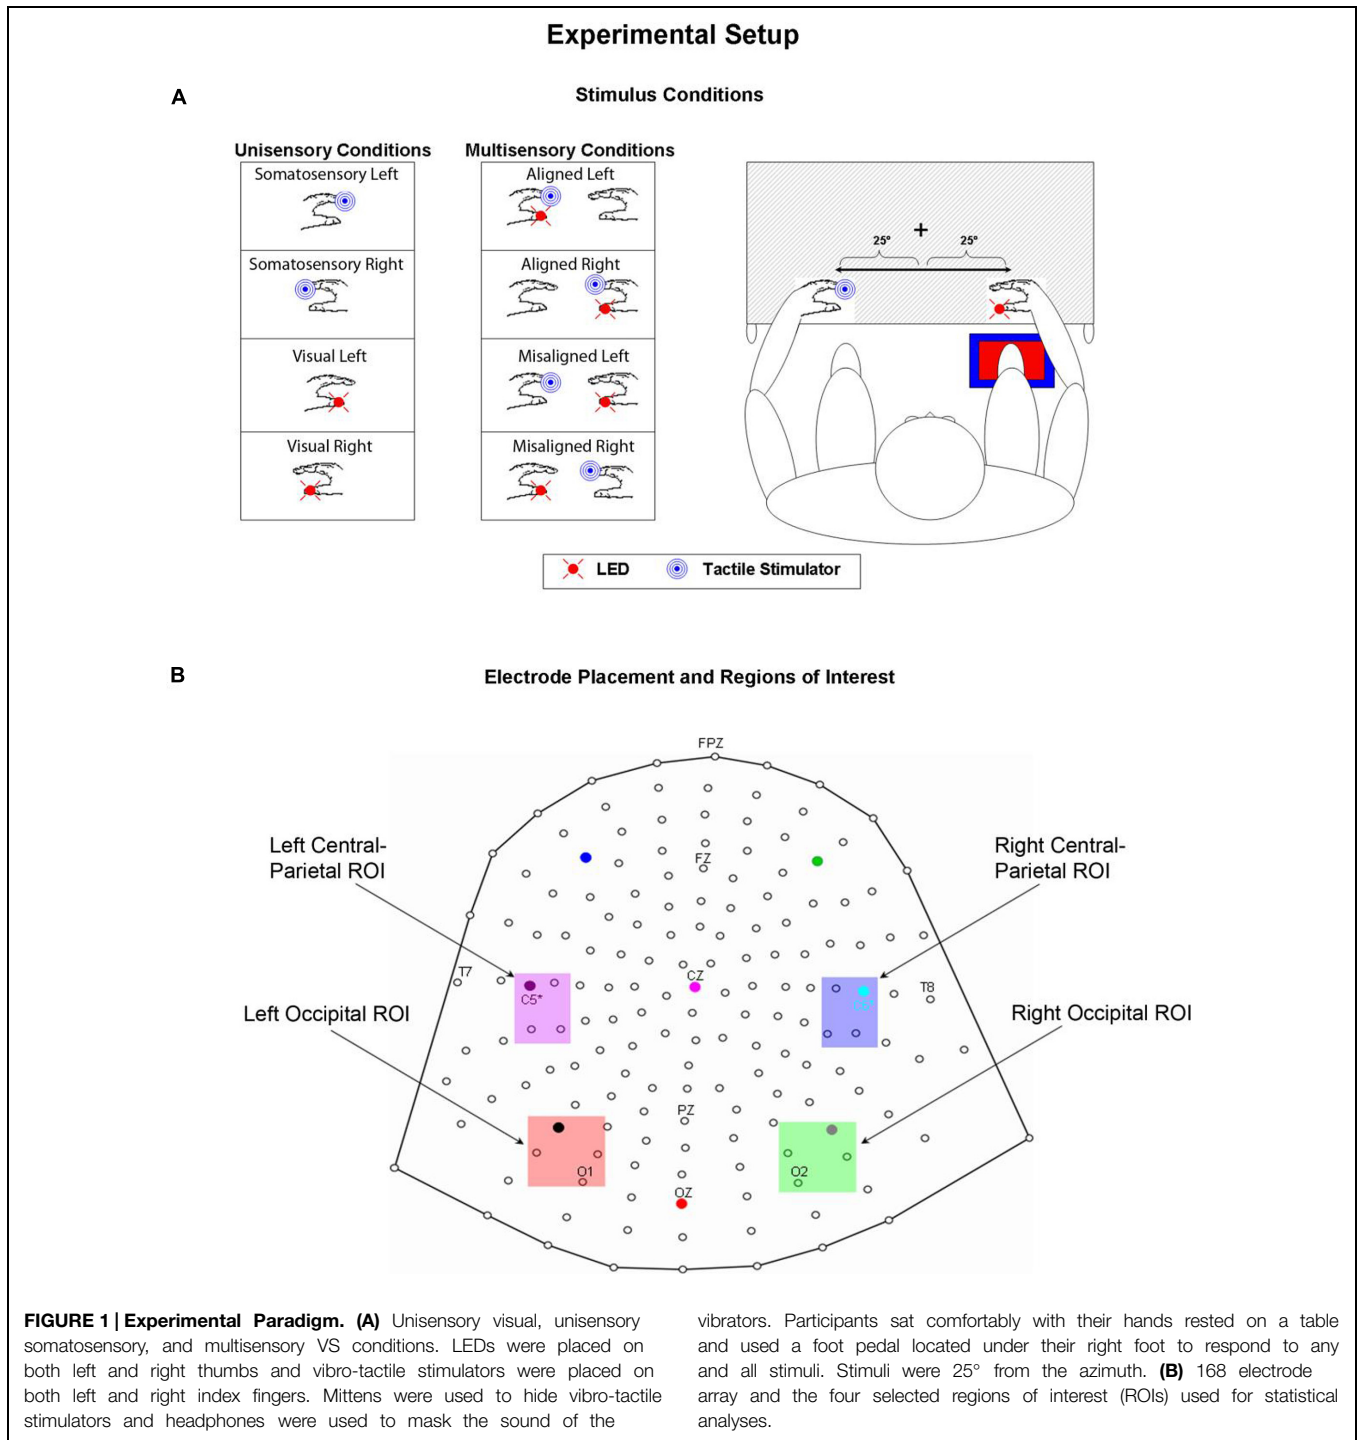 Experimental Setup
A
Stimulus Conditions
Unisensory Conditions
Somatosensory Left
Somatosensory Right
Visual Left
Visual Right
Multisensory Conditions
Aligned Left
Aligned Right
Misaligned Left
Misaligned Right
+
25º
25º
LED
Tactile Stimulator
B
Electrode Placement and Regions of Interest
FPZ
Left Central-
Parietal ROI
Right Central-
Parietal ROI
FZ
T7
CZ
T8
C5*
Left Occipital ROI
Right Occipital ROI
PZ
O1
O2
OZ
FIGURE 1 | Experimental Paradigm. (A) Unisensory visual, unisensory
somatosensory, and multisensory VS conditions. LEDs were placed on
both left and right thumbs and vibro-tactile stimulators were placed on
both left and right index fingers. Mittens were used to hide vibro-tactile
stimulators and headphones were used to mask the sound of the
vibrators. Participants sat comfortably with their hands rested on a table
and used a foot pedal located under their right foot to respond to any
and all stimuli. Stimuli were 25° from the azimuth. (B) 168 electrode
array and the four selected regions of interest (ROIs) used for statistical
analyses.